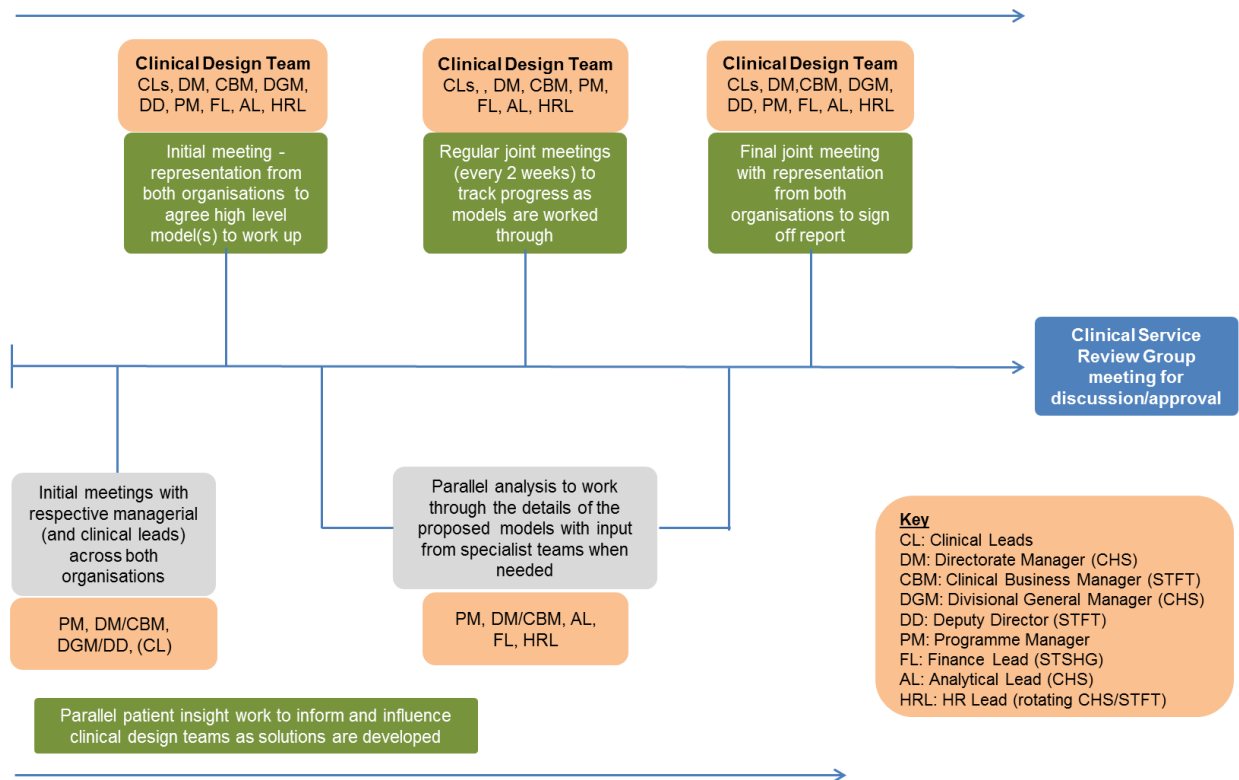 Clinical Design Team
CLs, DM, CBM, DGM,
DD, PM, FL, AL, HRL
Initial meeting -
representation from
both organisations to
agree high level
model(s) to work up
Clinical Design Team
CLs, , DM, CBM, PM,
FL, AL, HRL
Regular joint meetings
(every 2 weeks) to
track progress as
models are worked
through
Clinical Design Team
CLs, DM,CBM, DGM,
DD, PM, FL, AL, HRL
Final joint meeting
with representation
from both
organisations to sign
off report
Clinical Service
Review Group
meeting for
discussion/approval
Initial meetings with
respective managerial
(and clinical leads)
across both
organisations
PM, DM/CBM,
DGM/DD, (CL)
Parallel analysis to work
through the details of the
proposed models with input
from specialist teams when
needed
PM, DM/CBM, AL,
FL, HRL
Key
CL: Clinical Leads
DM: Directorate Manager (CHS)
CBM: Clinical Business Manager (STFT)
DGM: Divisional General Manager (CHS)
DD: Deputy Director (STFT)
PM: Programme Manager
FL: Finance Lead (STSHG)
AL: Analytical Lead (CHS)
HRL: HR Lead (rotating CHS/STFT)
Parallel patient insight work to inform and influence
clinical design teams as solutions are developed